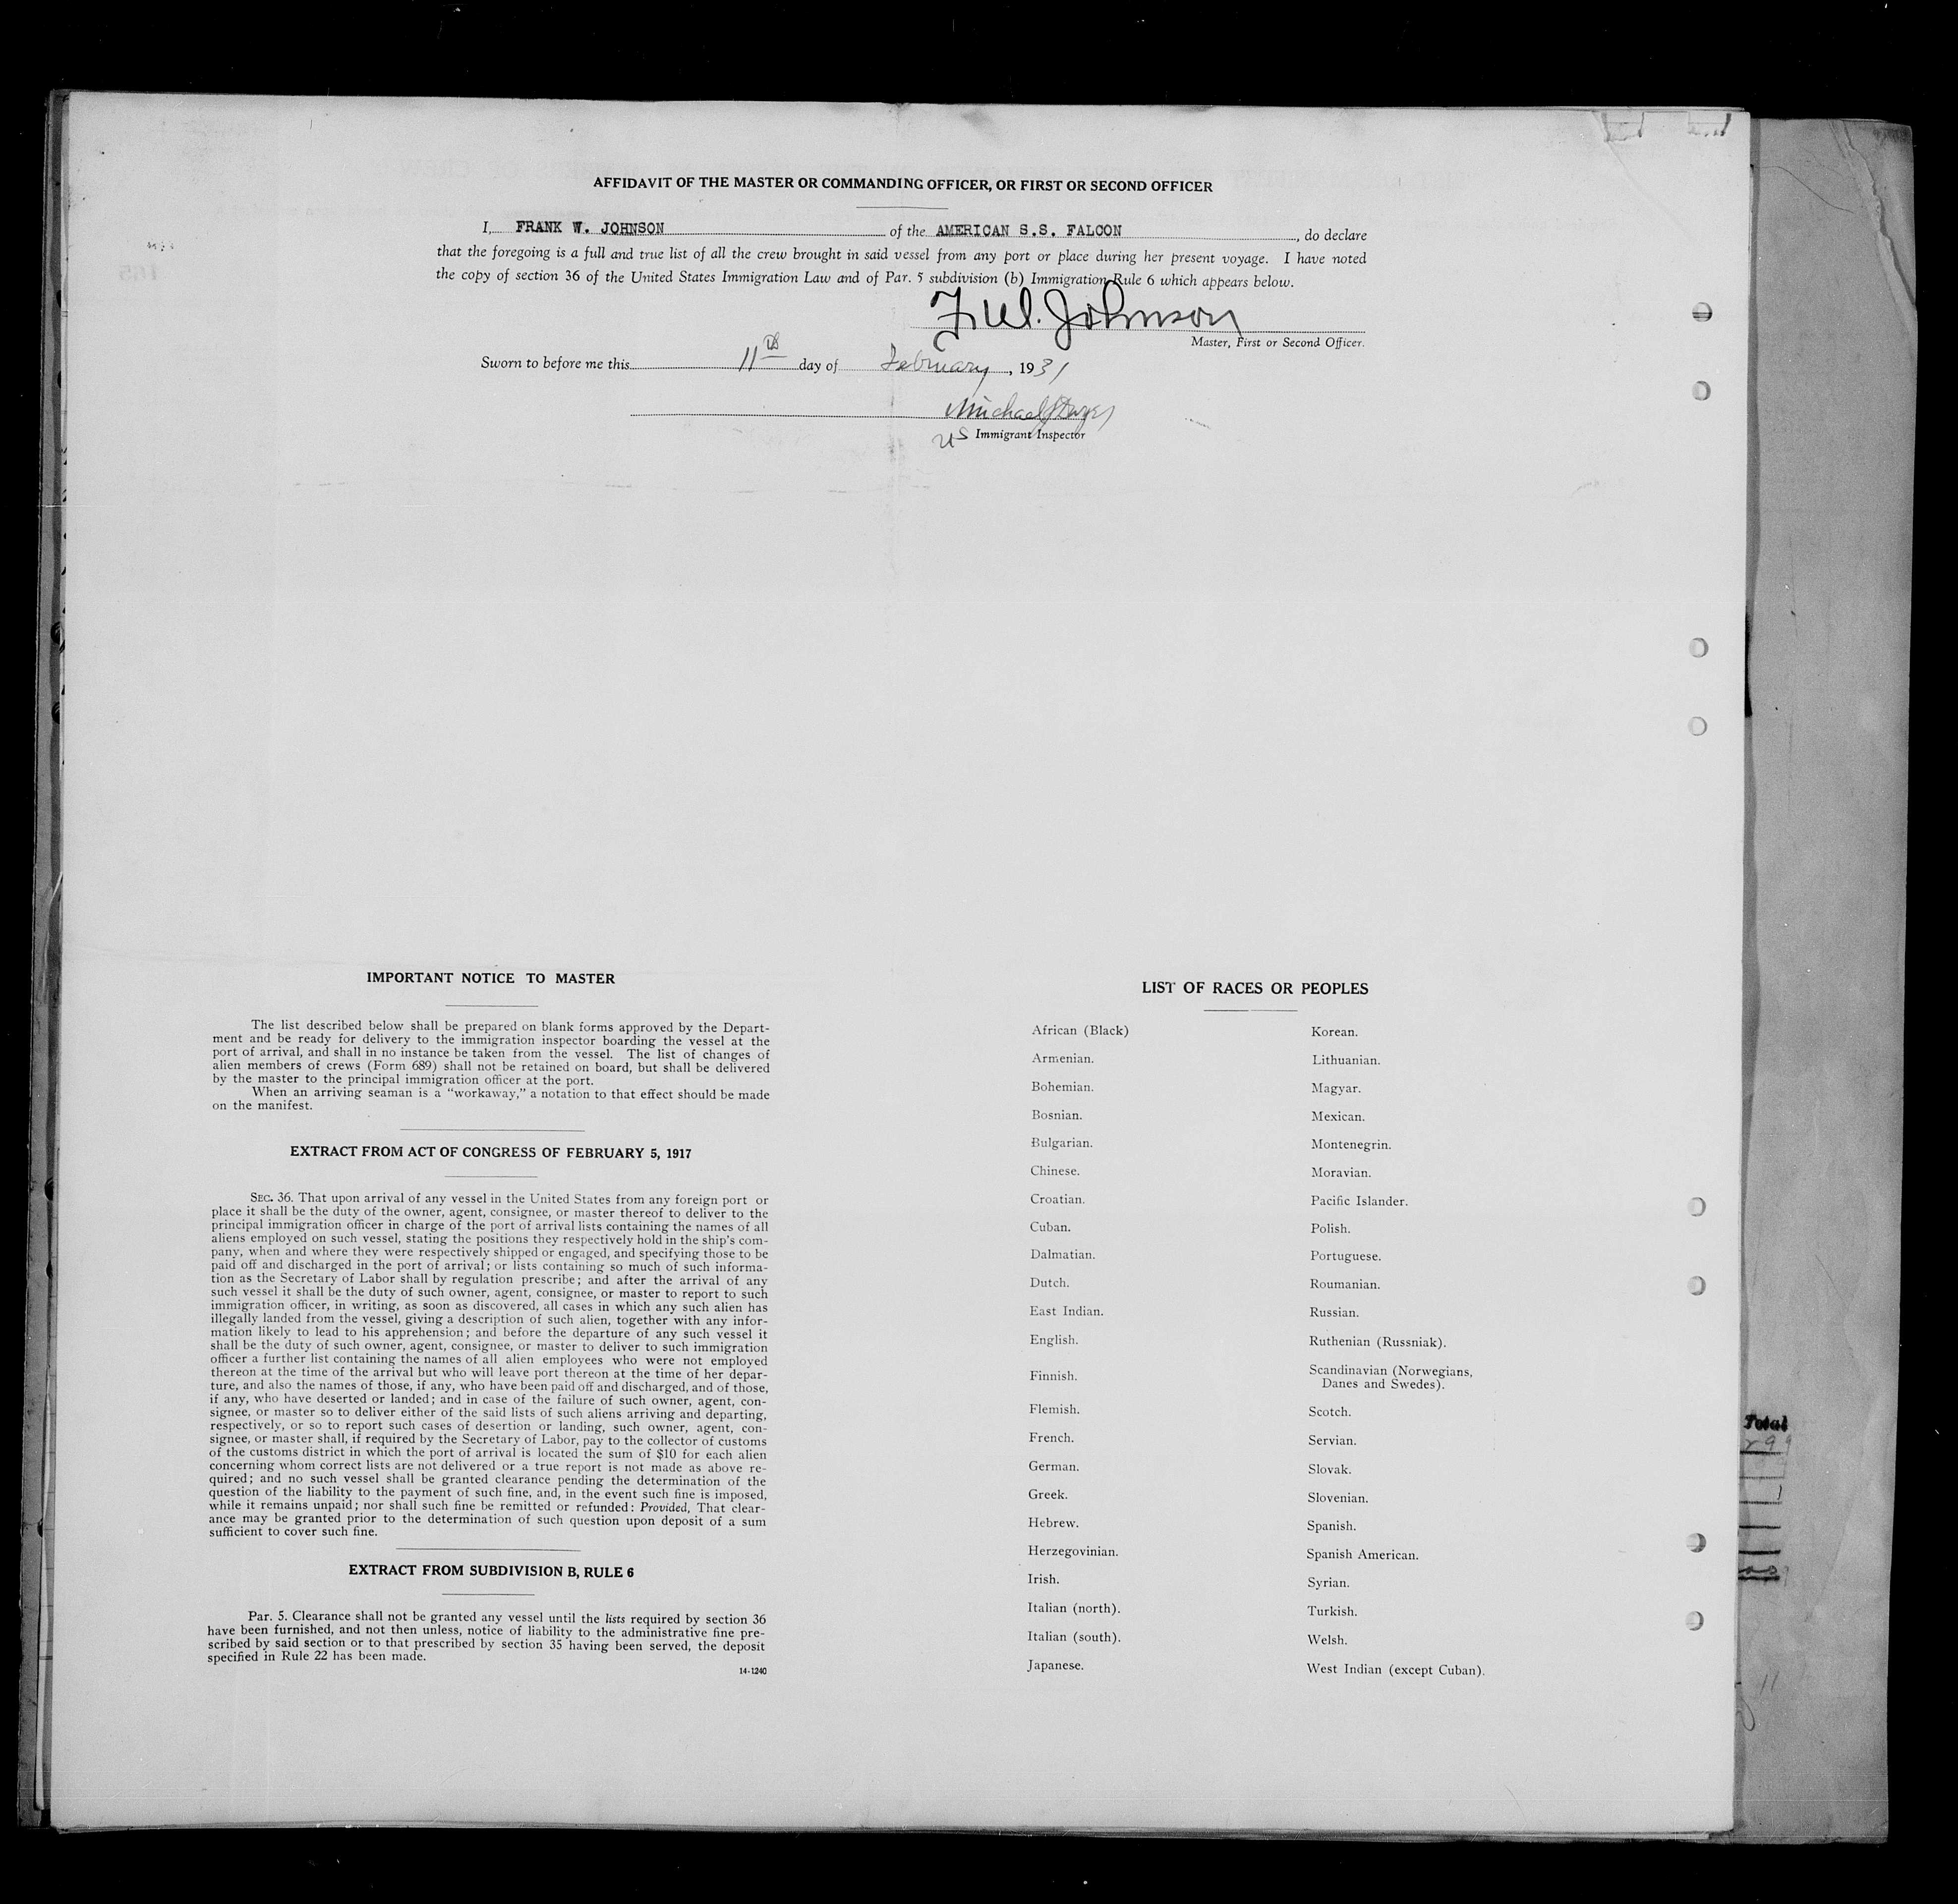 AFFIDAVIT OF THE MASTER OR COMMANDING OFFICER, OR FIRST OR SECOND OFFICER
I, FRANK W. JOHNSON of the AMERICAN S.S. FALCON, do declare
that the foregoing is a full and true list of all the crew brought in said vessel from any port or place during her present voyage. I have noted
the copy of section 36 of the United States Immigration Law and of Par. 5 subdivision (b) Immigration Rule 6 which appears below.
F.W. Johnson
Master, First or Second Officer.
Sworn to before me this 11th day of February, 1931
Michael
US Immigrant Inspector
IMPORTANT NOTICE TO MASTER
The list described below shall be prepared on blank forms approved by the Depart-
ment and be ready for delivery to the immigration inspector boarding the vessel at the
port of arrival, and shall in no instance be taken from the vessel. The list of changes of
alien members of crews (Form 689) shall not be retained on board, but shall be delivered
by the master to the principal immigration officer at the port.
When an arriving seaman is a "workaway," a notation to that effect should be made
on the manifest.
EXTRACT FROM ACT OF CONGRESS OF FEBRUARY 5, 1917
SEC. 36. That upon arrival of any vessel in the United States from any foreign port or
place it shall be the duty of the owner, agent, consignee, or master thereof to deliver to the
principal immigration officer in charge of the port of arrival lists containing the names of all
aliens employed on such vessel, stating the positions they respectively hold in the ship's com-
pany, when and where they were respectively shipped or engaged, and specifying those to be
paid off and discharged in the port of arrival; or lists containing so much of such informa-
tion as the Secretary of Labor shall by regulation prescribe; and after the arrival of any
such vessel it shall be the duty of such owner, agent, consignee, or master to report to such
immigration officer, in writing, as soon as discovered, all cases in which any such alien has
illegally landed from the vessel, giving a description of such alien, together with any infor-
mation likely to lead to his apprehension; and before the departure of any such vessel it
shall be the duty of such owner, agent, consignee, or master to deliver to such immigration
officer a further list containing the names of all alien employees who were not employed
thereon at the time of the arrival but who will leave port thereon at the time of her depar-
ture, and also the names of those, if any, who have been paid off and discharged, and of those,
if any, who have deserted or landed; and in case of the failure of such owner, agent, con-
signee, or master so to deliver either of the said lists of such aliens arriving and departing,
respectively, or so to report such cases of desertion or landing, such owner, agent, con-
signee, or master shall, if required by the Secretary of Labor, pay to the collector of customs
of the customs district in which the port of arrival is located the sum of $10 for each alien
concerning whom correct lists are not delivered or a true report is not made as above re-
quired; and no such vessel shall be granted clearance pending the determination of the
question of the liability to the payment of such fine, and, in the event such fine is imposed,
while it remains unpaid; nor shall such fine be remitted or refunded: Provided, That clear-
ance may be granted prior to the determination of such question upon deposit of a sum
sufficient to cover such fine.
EXTRACT FROM SUBDIVISION B, RULE 6
Par. 5. Clearance shall not be granted any vessel until the lists required by section 36
have been furnished, and not then unless, notice of liability to the administrative fine pre-
scribed by said section or to that prescribed by section 35 having been served, the deposit
specified in Rule 22 has been made.
14-1240
LIST OF RACES OR PEOPLES
African (Black)
Armenian.
Bohemian.
Bosnian.
Bulgarian.
Chinese.
Croatian.
Cuban.
Dalmatian.
Dutch.
East Indian.
English.
Finnish.
Flemish.
French.
German.
Greek.
Hebrew.
Herzegovinian.
Irish.
Italian (north).
Italian (south).
Japanese.
Korean.
Lithuanian.
Magyar.
Mexican.
Montenegrin.
Moravian.
Pacific Islander.
Polish.
Portuguese.
Roumanian.
Russian.
Ruthenian (Russniak).
Scandinavian (Norwegians,
Danes and Swedes).
Scotch.
Servian.
Slovak.
Slovenian.
Spanish.
Spanish American.
Syrian.
Turkish.
Welsh.
West Indian (except Cuban).
Total